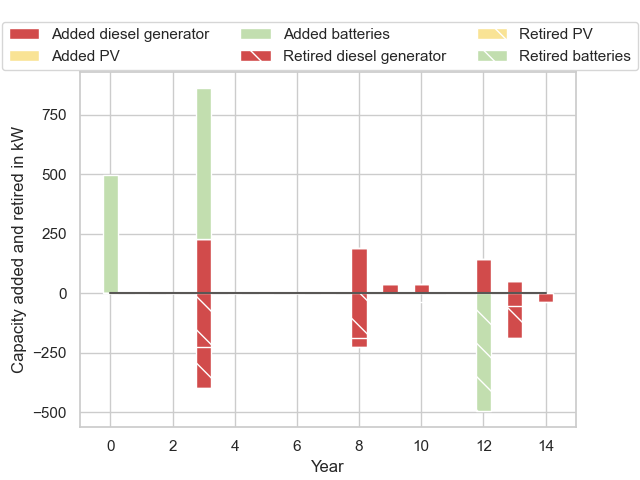 Added diesel generator Added batteries Retired PV
Added PV Retired diesel generator Retired batteries
Capacity added and retired in kW
750
500
250
0
−250
−500
0 2 4 6 8 10 12 14
Year